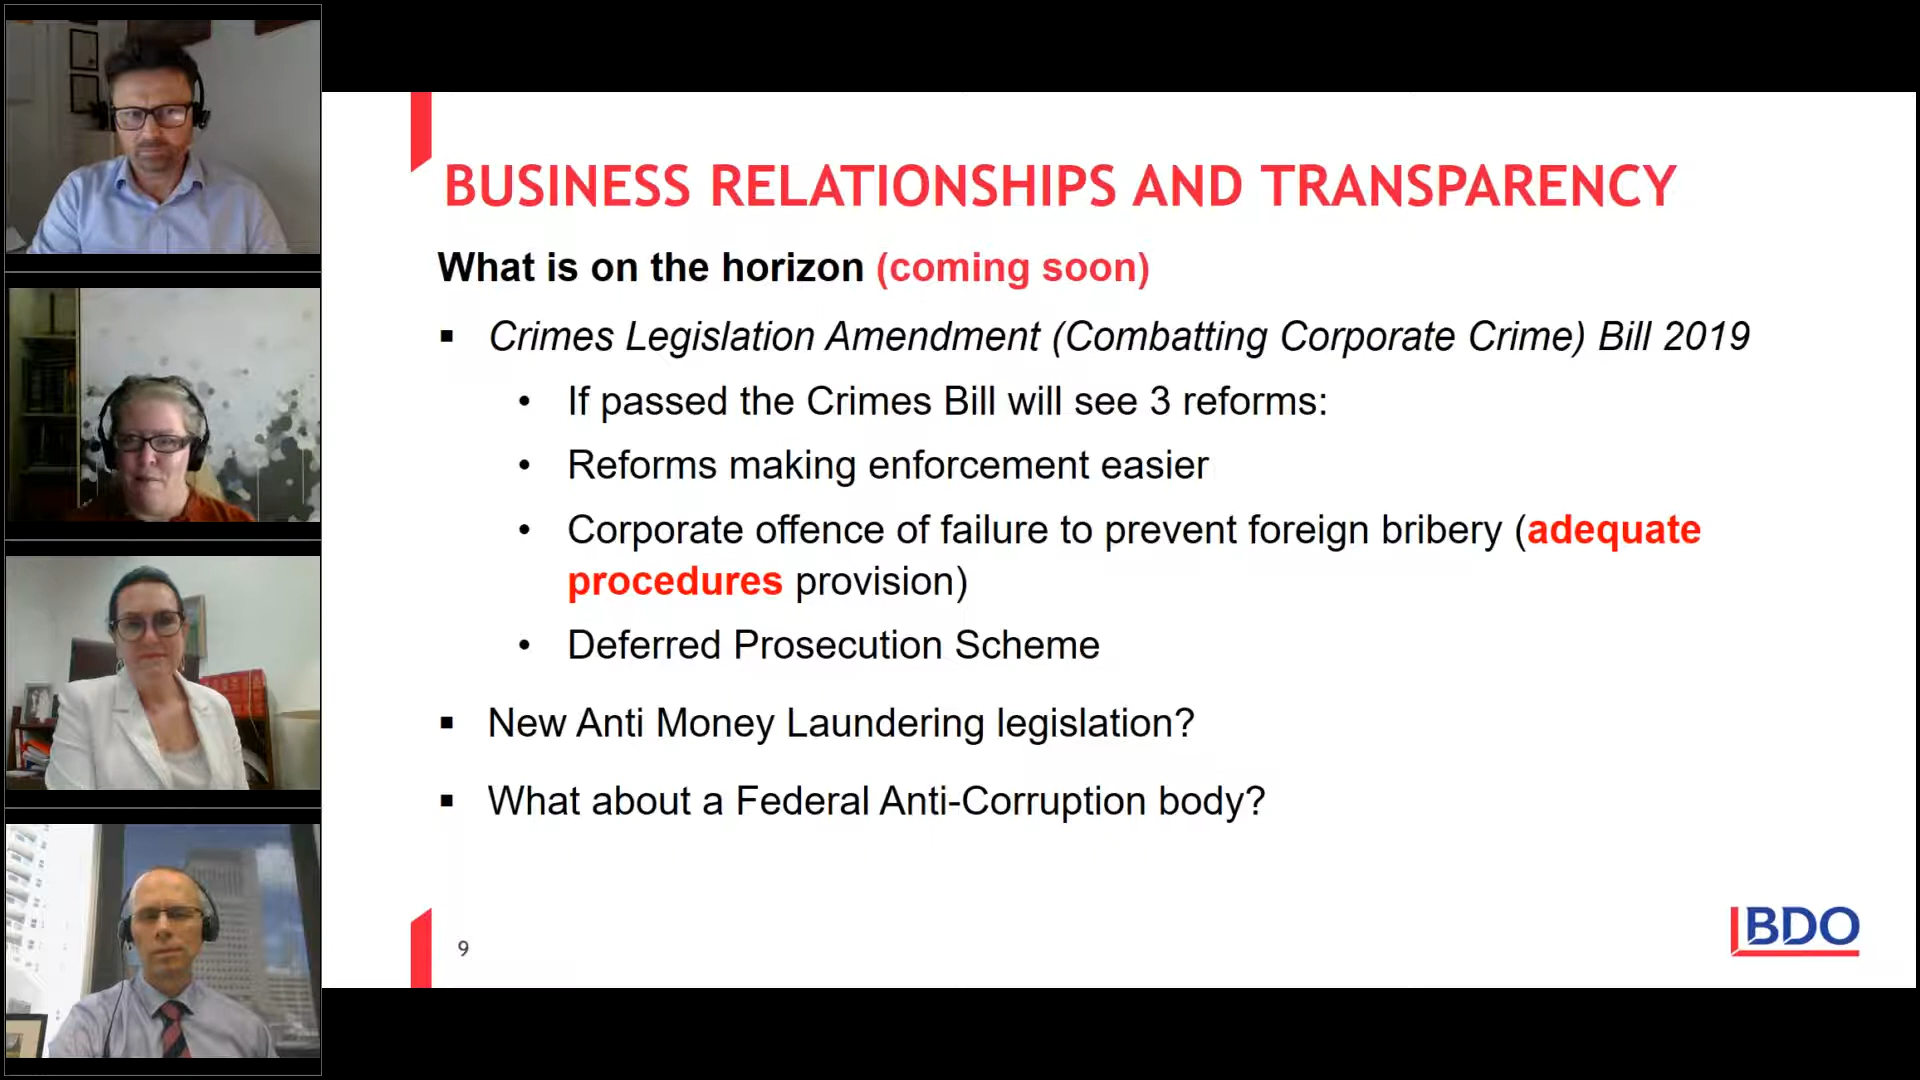 BUSINESS RELATIONSHIPS AND TRANSPARENCY
What is on the horizon (coming soon)
▪ Crimes Legislation Amendment (Combatting Corporate Crime) Bill 2019
• If passed the Crimes Bill will see 3 reforms:
• Reforms making enforcement easier
• Corporate offence of failure to prevent foreign bribery (adequate
procedures provision)
• Deferred Prosecution Scheme
▪ New Anti Money Laundering legislation?
▪ What about a Federal Anti-Corruption body?
9
BDO